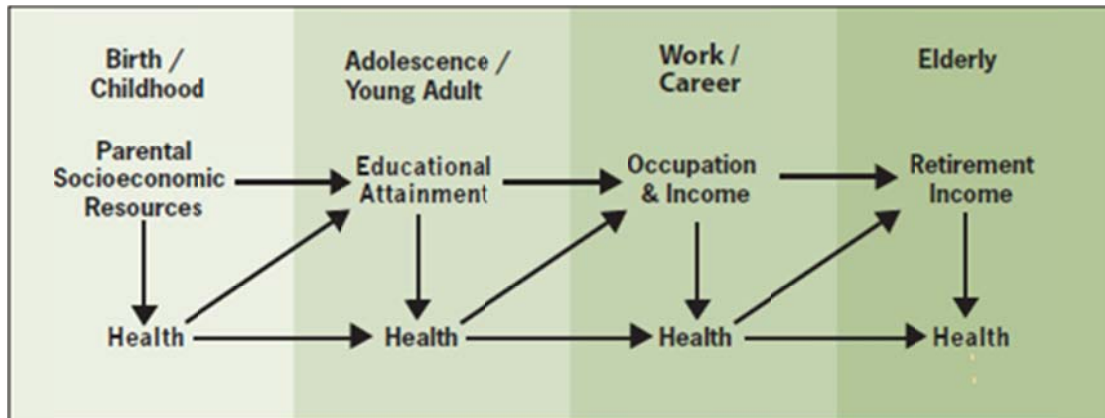 Birth /
Childhood
Adolescence /
Young Adult
Work /
Career
Elderly
Parental
Socioeconomic
Resources
Educational
Attainment
Occupation
& Income
Retirement
Income
Health
Health
Health
Health